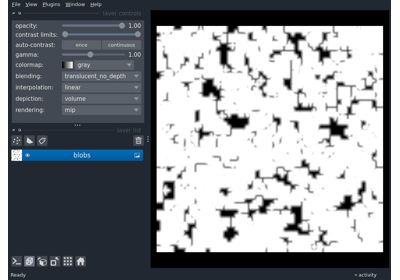 File View Plugins Window Help
layer controls
opacity: 1.00
contrast limits:
auto-contrast: once continuous
gamma: 1.00
colormap: gray
blending: translucent_no_depth
interpolation: linear
depiction: volume
rendering: mip
layer list
blobs
Ready
activity